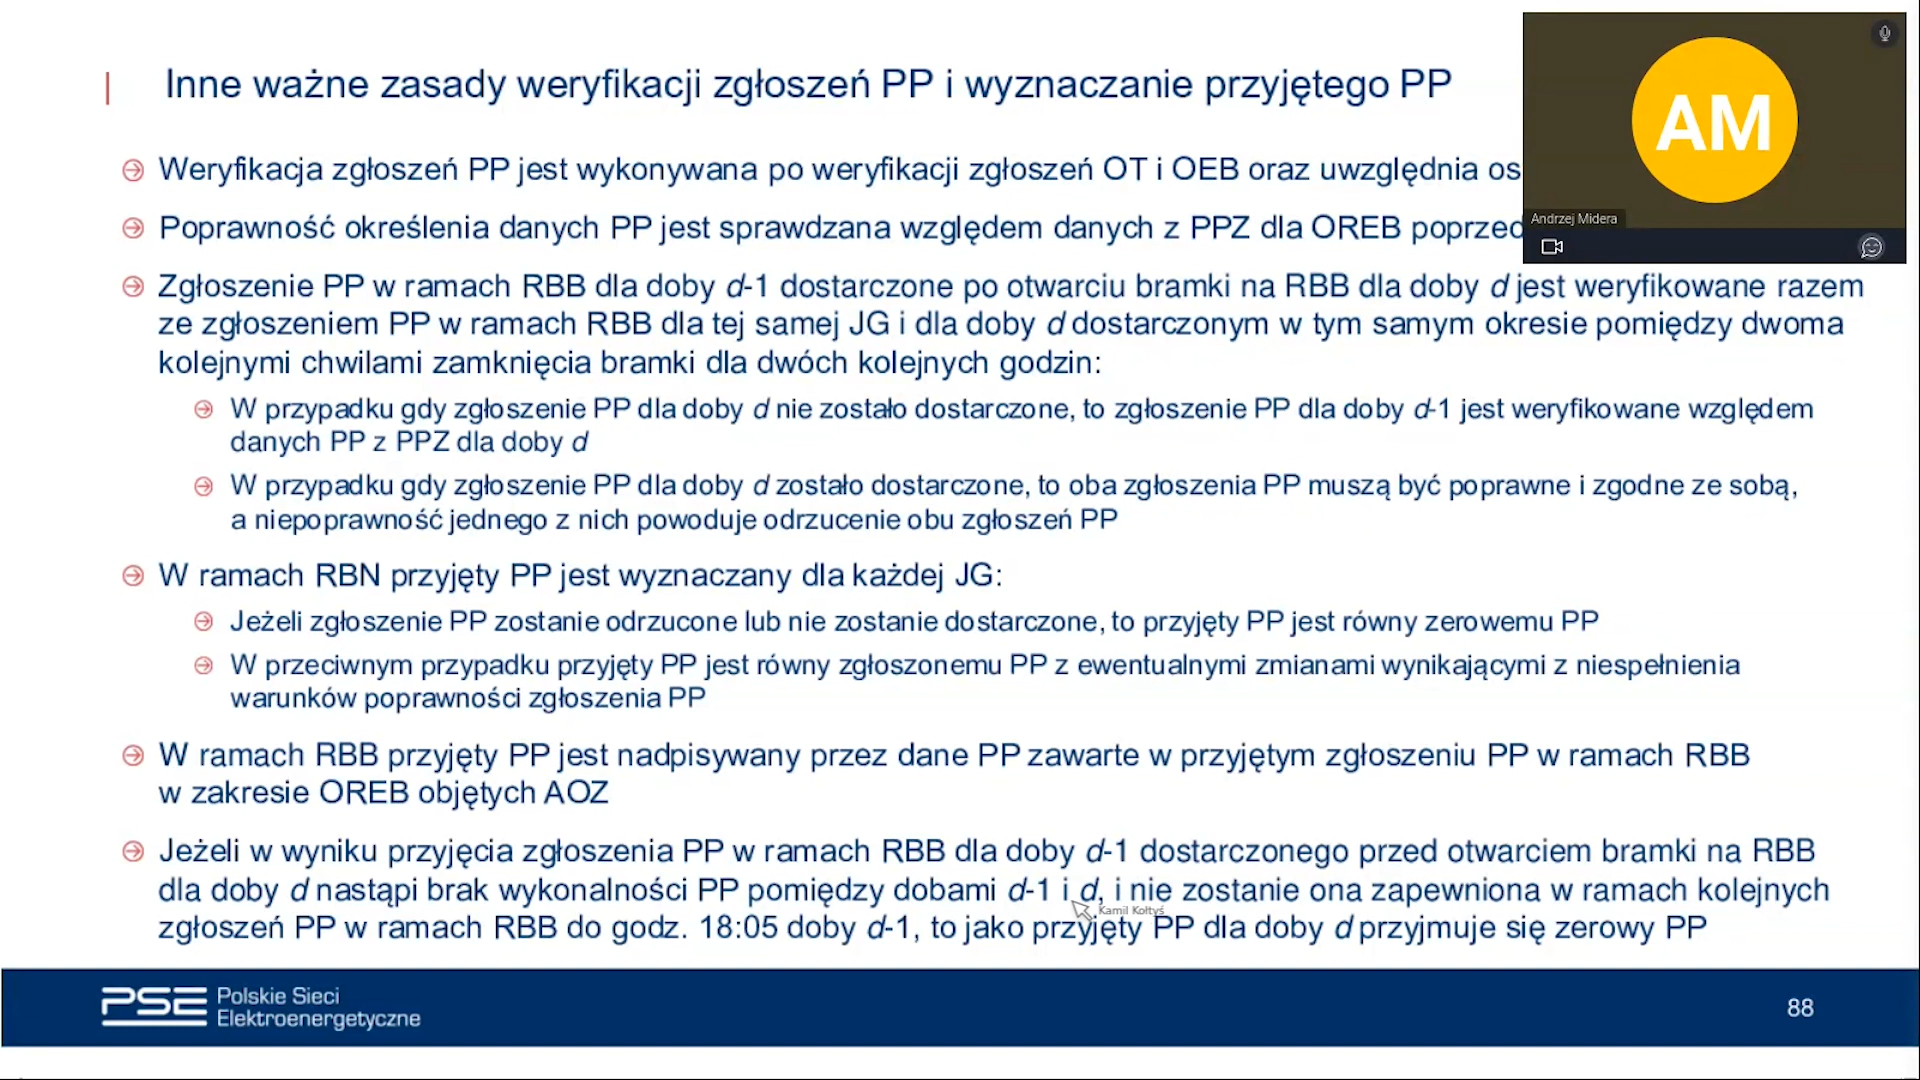 Inne ważne zasady weryfikacji zgłoszeń PP i wyznaczanie przyjętego PP
AM
Andrzej Midera
Weryfikacja zgłoszeń PP jest wykonywana po weryfikacji zgłoszeń OT i OEB oraz uwzględnia
Poprawność określenia danych PP jest sprawdzana względem danych z PPZ dla OREB
Zgłoszenie PP w ramach RBB dla doby d-1 dostarczone po otwarciu bramki na RBB dla doby d jest weryfikowane razem
ze zgłoszeniem PP w ramach RBB dla tej samej JG i dla doby d dostarczonym w tym samym okresie pomiędzy dwoma
kolejnymi chwilami zamknięcia bramki dla dwóch kolejnych godzin:
W przypadku gdy zgłoszenie PP dla doby d nie zostało dostarczone, to zgłoszenie PP dla doby d-1 jest weryfikowane względem
danych PP z PPZ dla doby d
W przypadku gdy zgłoszenie PP dla doby d zostało dostarczone, to oba zgłoszenia PP muszą być poprawne i zgodne ze sobą,
a niepoprawność jednego z nich powoduje odrzucenie obu zgłoszeń PP
W ramach RBN przyjęty PP jest wyznaczany dla każdej JG:
Jeżeli zgłoszenie PP zostanie odrzucone lub nie zostanie dostarczone, to przyjęty PP jest równy zerowemu PP
W przeciwnym przypadku przyjęty PP jest równy zgłoszonemu PP z ewentualnymi zmianami wynikającymi z niespełnienia
warunków poprawności zgłoszenia PP
W ramach RBB przyjęty PP jest nadpisywany przez dane PP zawarte w przyjętym zgłoszeniu PP w ramach RBB
w zakresie OREB objętych AOZ
Jeżeli w wyniku przyjęcia zgłoszenia PP w ramach RBB dla doby d-1 dostarczonego przed otwarciem bramki na RBB
dla doby d nastąpi brak wykonalności PP pomiędzy dobami d-1 i d, i nie zostanie ona zapewniona w ramach kolejnych
Kamil Kołtyś
zgłoszeń PP w ramach RBB do godz. 18:05 doby d-1, to jako przyjęty PP dla doby d przyjmuje się zerowy PP
PSE Polskie Sieci
Elektroenergetyczne
88